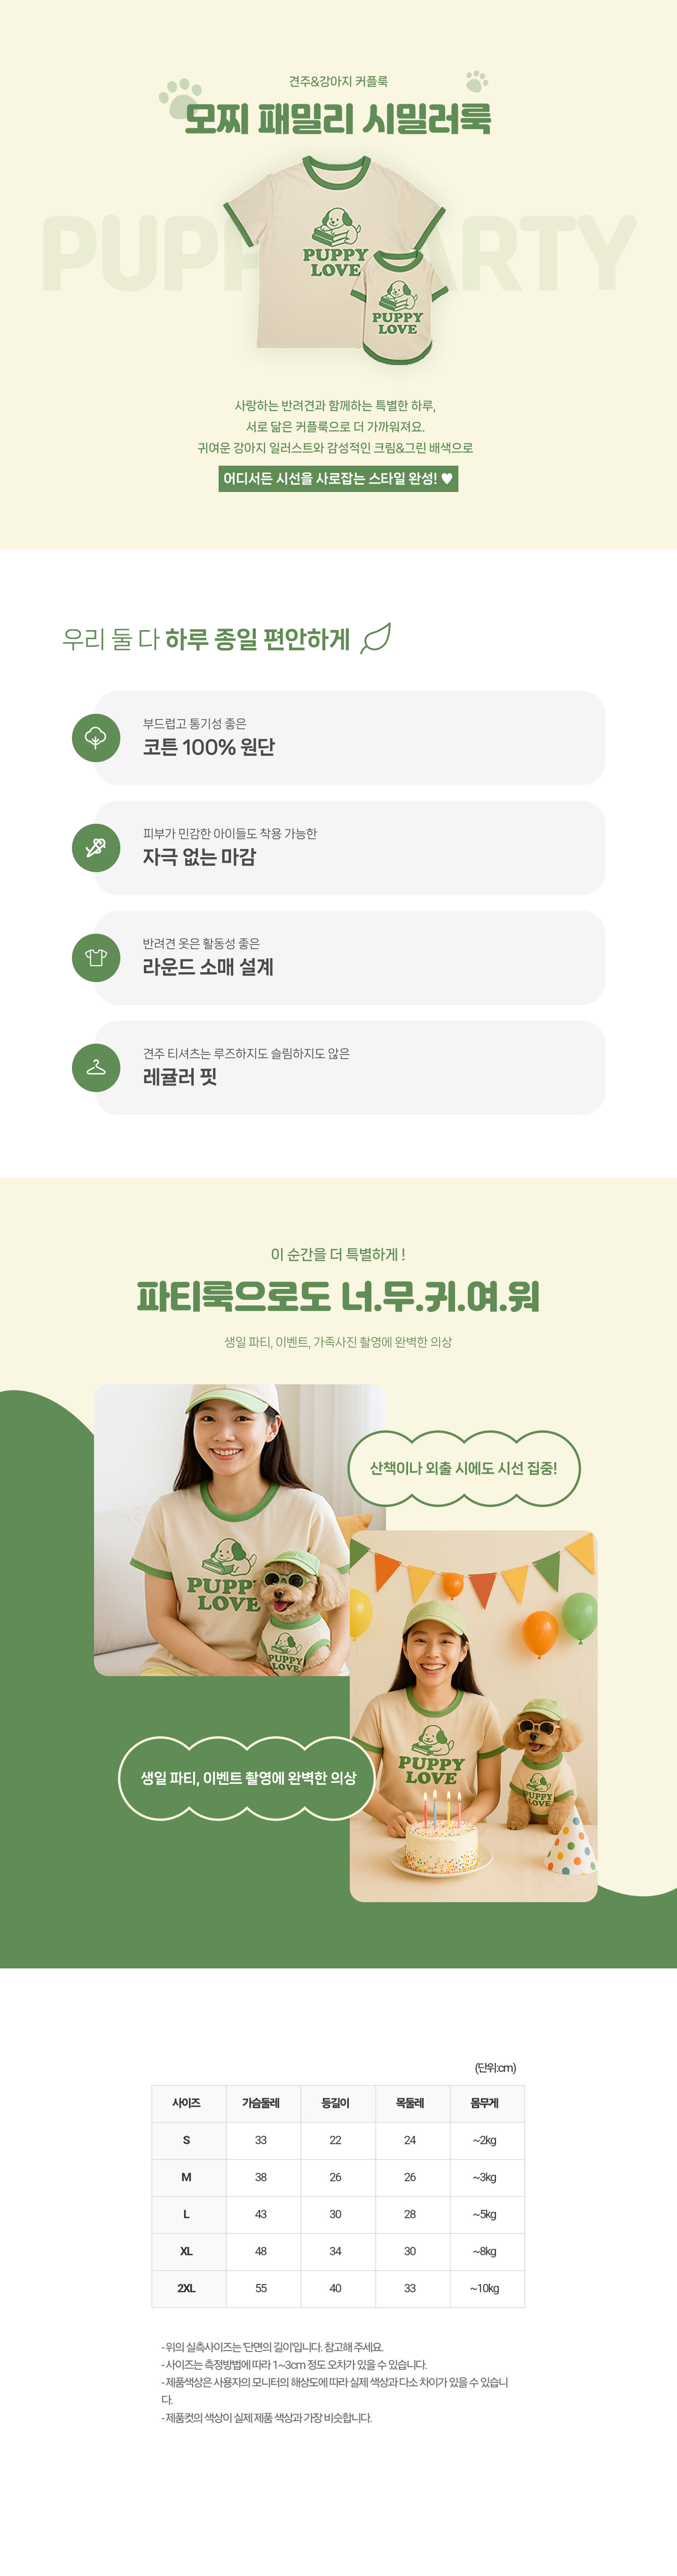 견주&강아지 커플룩
모찌 패밀리 시밀러룩
PUPPY PARTY
PUPPY
LOVE
PUPPY
LOVE
사랑하는 반려견과 함께하는 특별한 하루,
서로 닮은 커플룩으로 더 가까워져요.
귀여운 강아지 일러스트와 감성적인 크림&그린 배색으로
어디서든 시선을 사로잡는 스타일 완성! ♥
우리 둘 다 하루 종일 편안하게
부드럽고 통기성 좋은
코튼 100% 원단
피부가 민감한 아이들도 착용 가능한
자극 없는 마감
반려견 옷은 활동성 좋은
라운드 소매 설계
견주 티셔츠는 루즈하지도 슬림하지도 않은
레귤러 핏
이 순간을 더 특별하게 !
파티룩으로도 너.무.귀.여.워
생일 파티, 이벤트, 가족사진 촬영에 완벽한 의상
산책이나 외출 시에도 시선 집중!
PUPP
LOVE
PUPPY
LOVE
PUPPY
LOVE
PUPPY
LOVE
생일 파티, 이벤트 촬영에 완벽한 의상
(단위:cm)
사이즈 가슴둘레 등길이 목둘레 몸무게
S 33 22 24 ~2kg
M 38 26 26 ~3kg
L 43 30 28 ~5kg
XL 48 34 30 ~8kg
2XL 55 40 33 ~10kg
- 위의 실측사이즈는 '단면의 길이'입니다. 참고해 주세요.
- 사이즈는 측정방법에 따라 1~3cm 정도 오차가 있을 수 있습니다.
- 제품색상은 사용자의 모니터의 해상도에 따라 실제 색상과 다소 차이가 있을 수 있습니
다.
- 제품컷의 색상이 실제 제품 색상과 가장 비슷합니다.